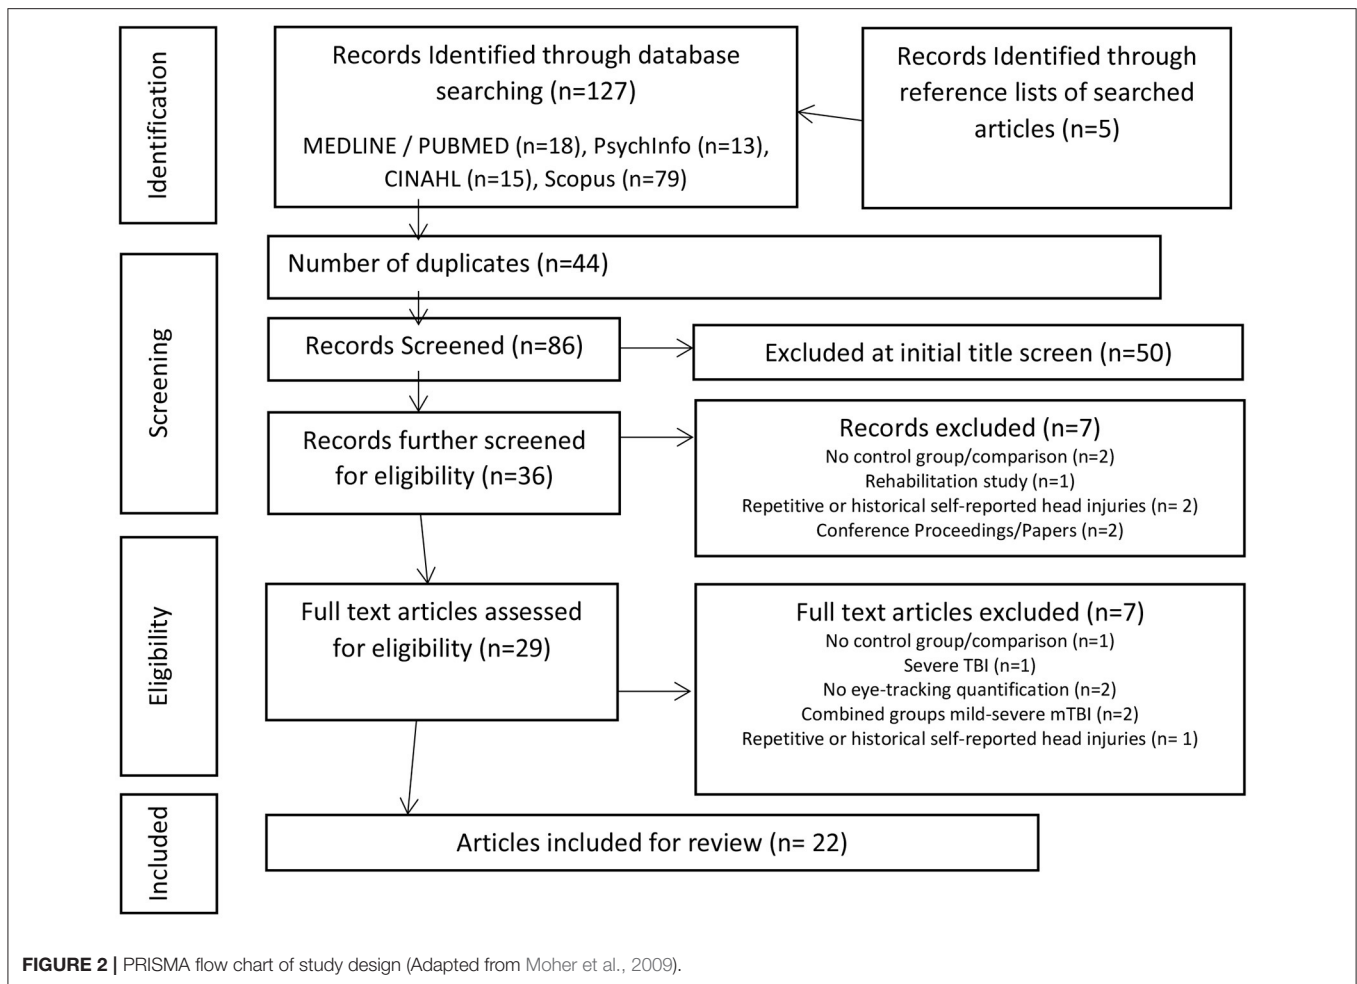 Identification
Records Identified through database
searching (n=127)
MEDLINE / PUBMED (n=18), PsychInfo (n=13),
CINAHL (n=15), Scopus (n=79)
Records Identified through
reference lists of searched
articles (n=5)
Screening
Number of duplicates (n=44)
Records Screened (n=86)
Excluded at initial title screen (n=50)
Records further screened
for eligibility (n=36)
Records excluded (n=7)
No control group/comparison (n=2)
Rehabilitation study (n=1)
Repetitive or historical self-reported head injuries (n= 2)
Conference Proceedings/Papers (n=2)
Eligibility
Full text articles assessed
for eligibility (n=29)
Full text articles excluded (n=7)
No control group/comparison (n=1)
Severe TBI (n=1)
No eye-tracking quantification (n=2)
Combined groups mild-severe mTBI (n=2)
Repetitive or historical self-reported head injuries (n= 1)
Included
Articles included for review (n= 22)
FIGURE 2 | PRISMA flow chart of study design (Adapted from Moher et al., 2009).